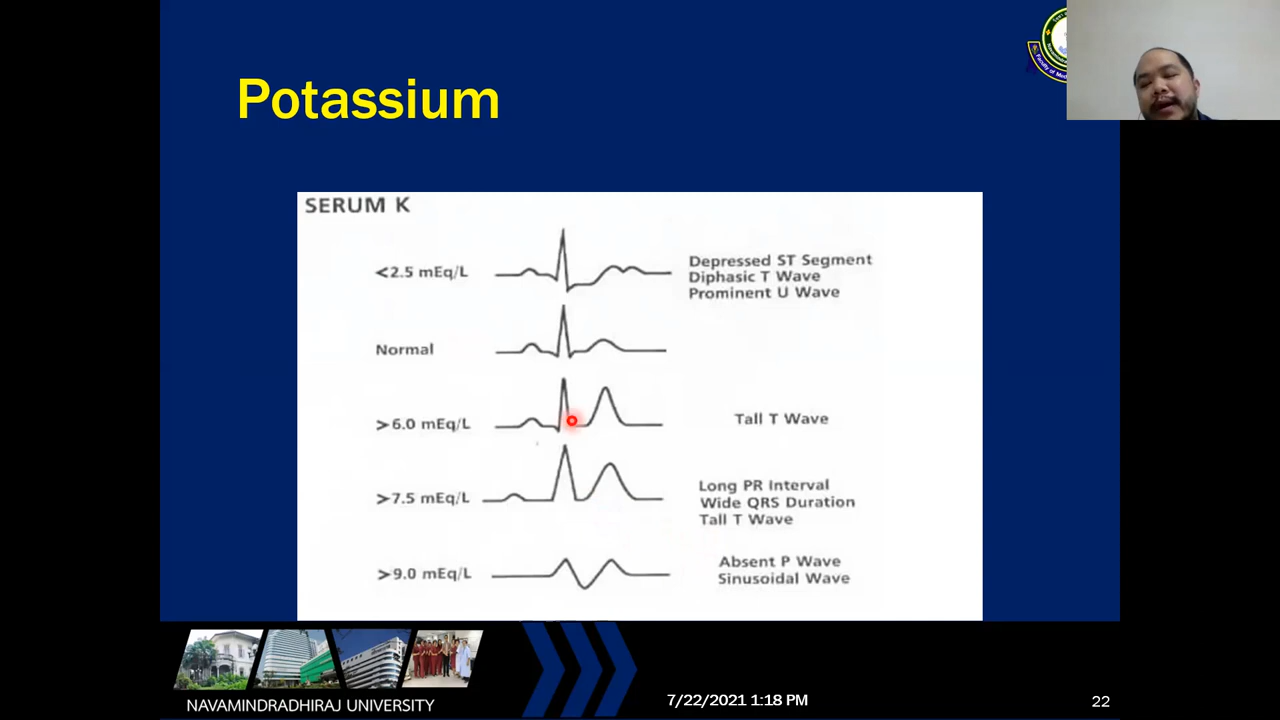 Potassium
SERUM K
<2.5 mEq/L
Depressed ST Segment
Diphasic T Wave
Prominent U Wave
Normal
>6.0 mEq/L
Tall T Wave
>7.5 mEq/L
Long PR Interval
Wide QRS Duration
Tall T Wave
>9.0 mEq/L
Absent P Wave
Sinusoidal Wave
NAVAMINDRADHIRAJ UNIVERSITY
7/22/2021 1:18 PM
22